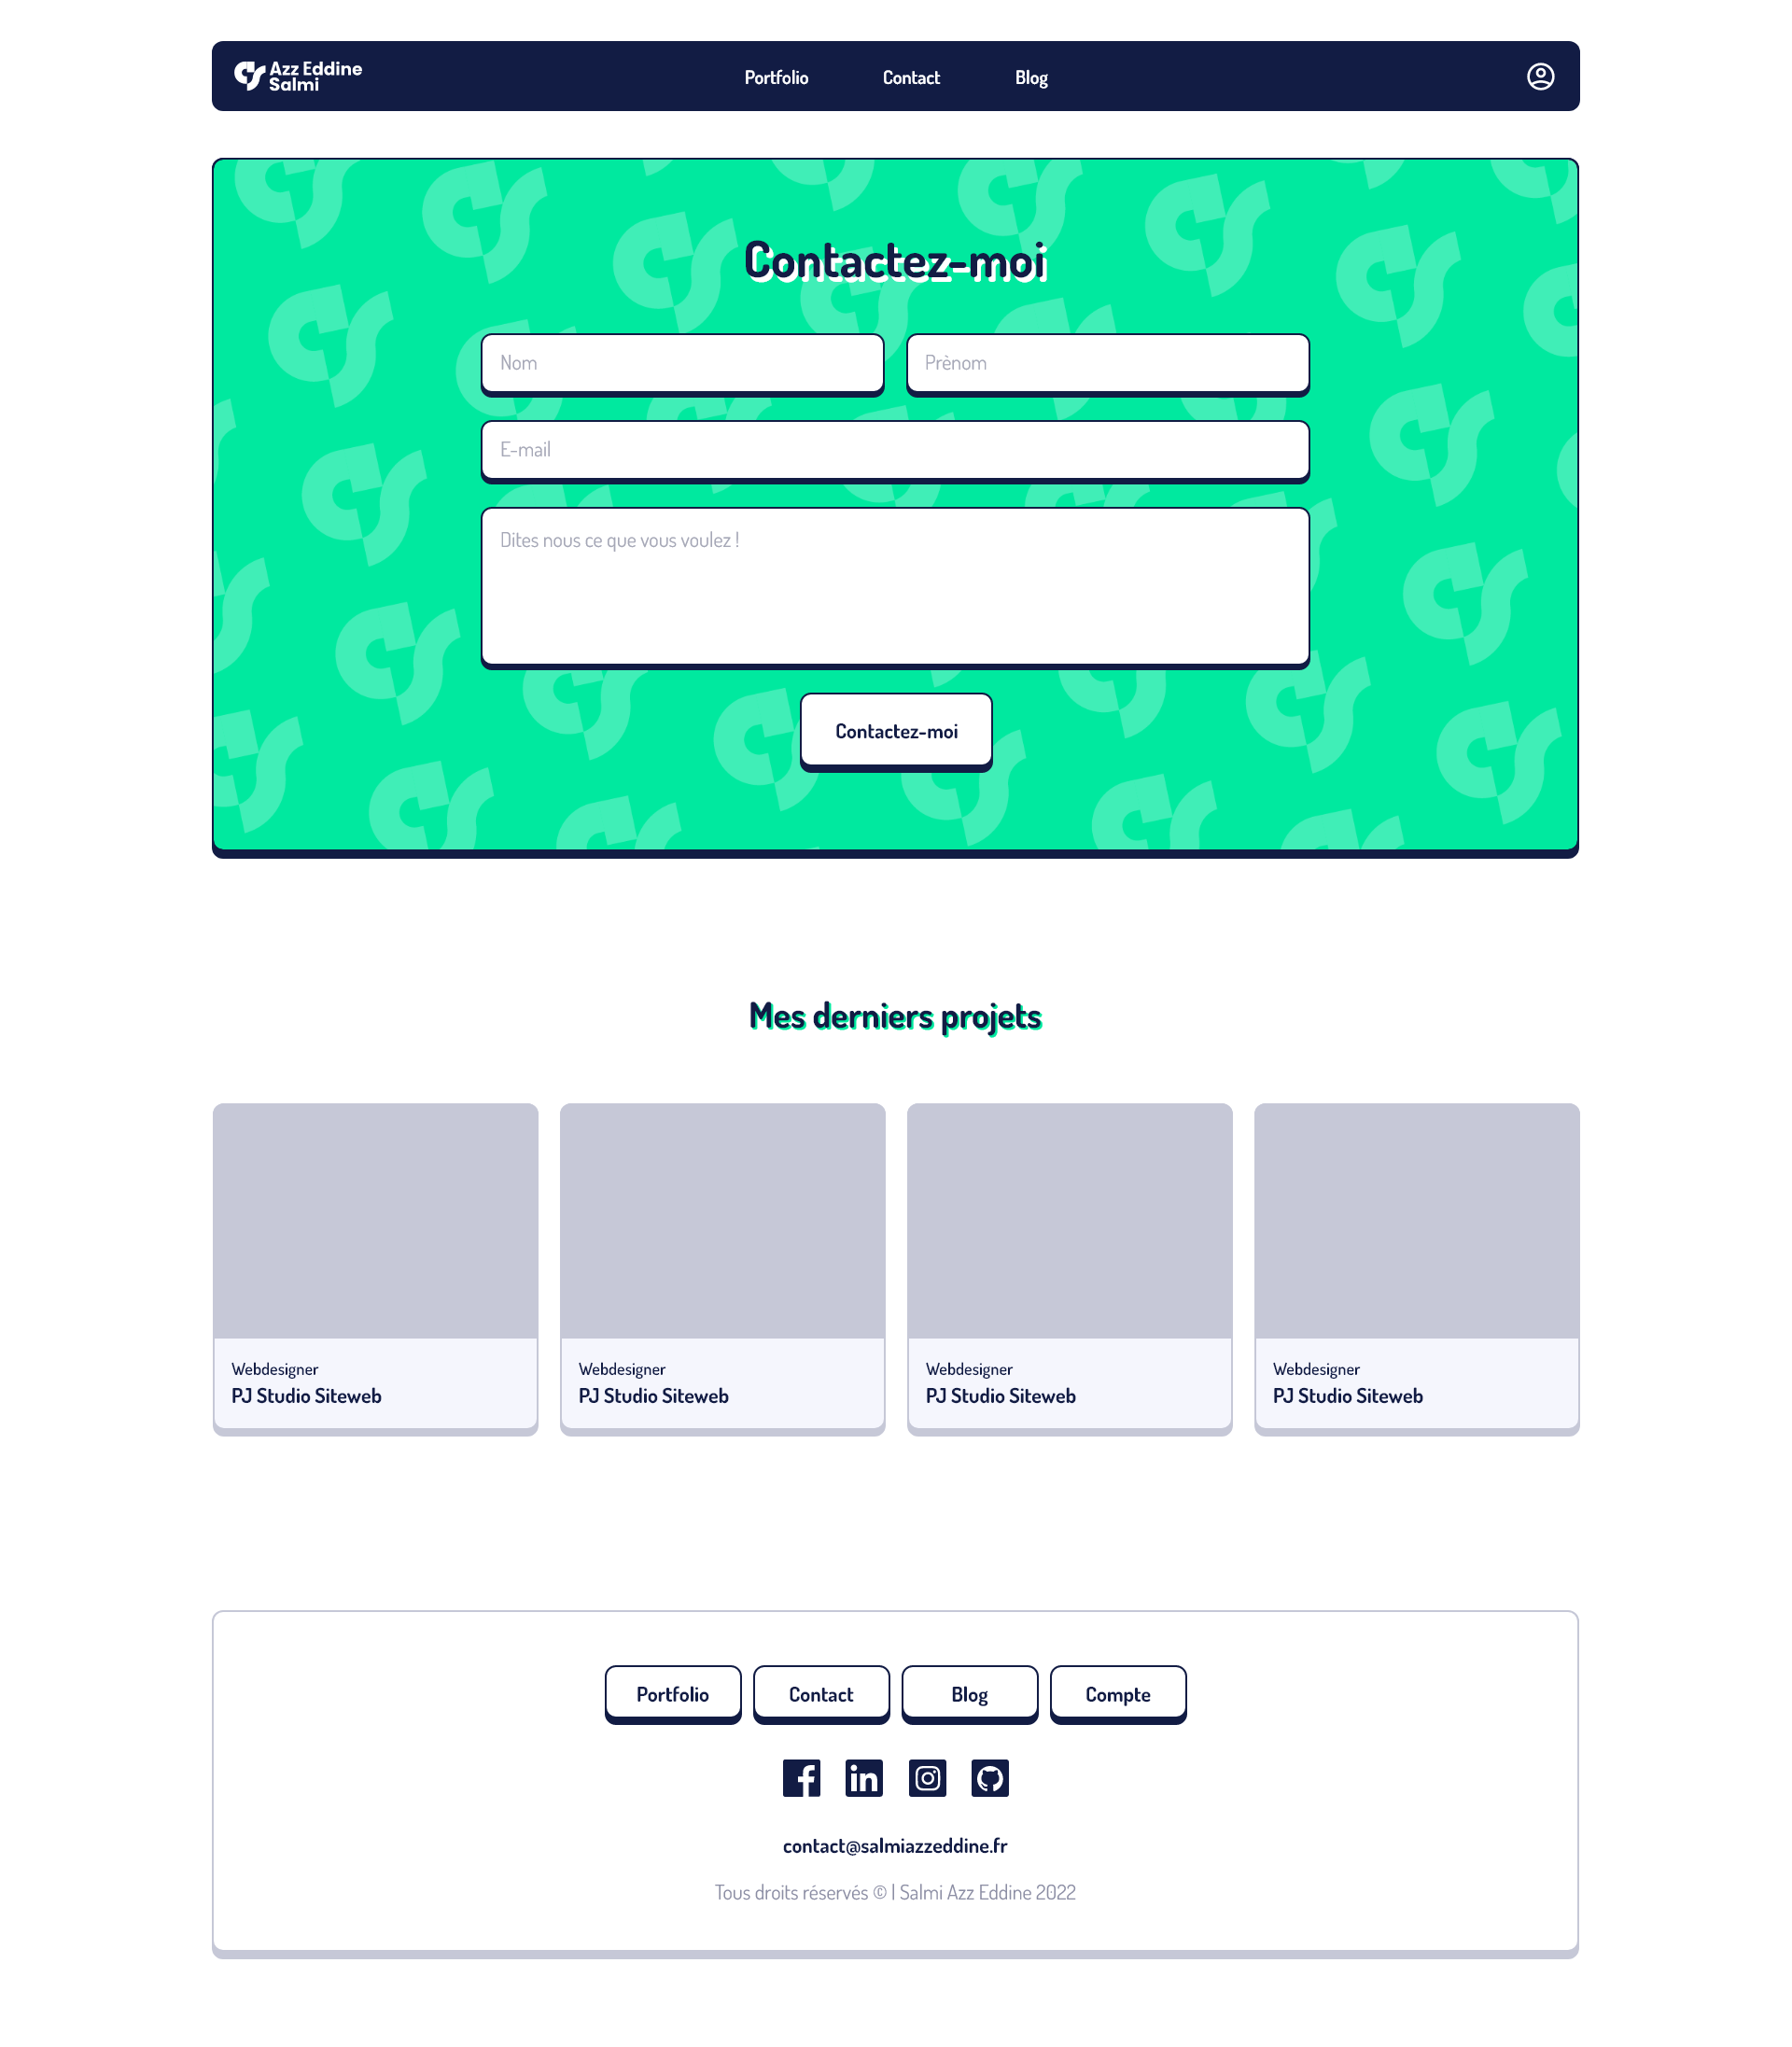 Azz Eddine
Salmi
Portfolio
Contact
Blog
Contactez-moi
Nom
Prènom
E-mail
Dites nous ce que vous voulez !
Contactez-moi
Mes derniers projets
Webdesigner
PJ Studio Siteweb
Webdesigner
PJ Studio Siteweb
Webdesigner
PJ Studio Siteweb
Webdesigner
PJ Studio Siteweb
Portfolio
Contact
Blog
Compte
contact@salmiazzeddine.fr
Tous droits réservés © | Salmi Azz Eddine 2022